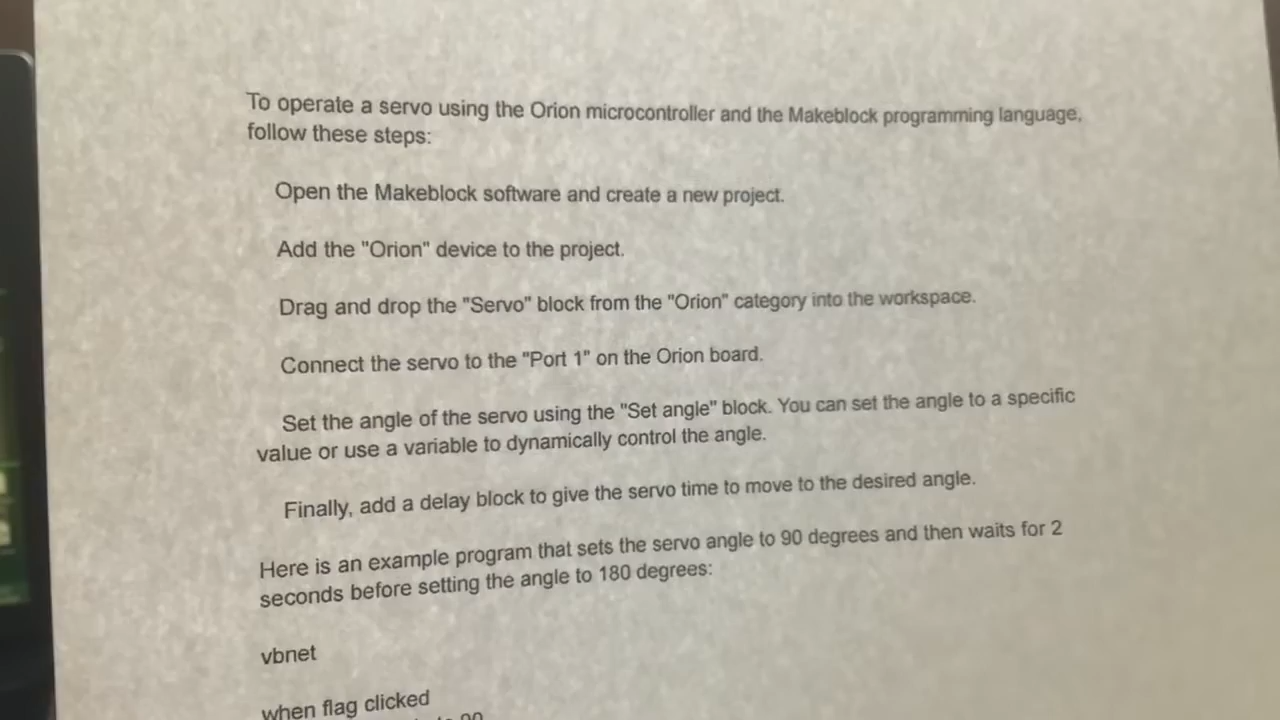 To operate a servo using the Orion microcontroller and the Makeblock programming language,
follow these steps:
Open the Makeblock software and create a new project.
Add the "Orion" device to the project.
Drag and drop the "Servo" block from the "Orion" category into the workspace.
Connect the servo to the "Port 1" on the Orion board.
Set the angle of the servo using the "Set angle" block. You can set the angle to a specific
value or use a variable to dynamically control the angle.
Finally, add a delay block to give the servo time to move to the desired angle.
Here is an example program that sets the servo angle to 90 degrees and then waits for 2
seconds before setting the angle to 180 degrees:
vbnet
when flag clicked